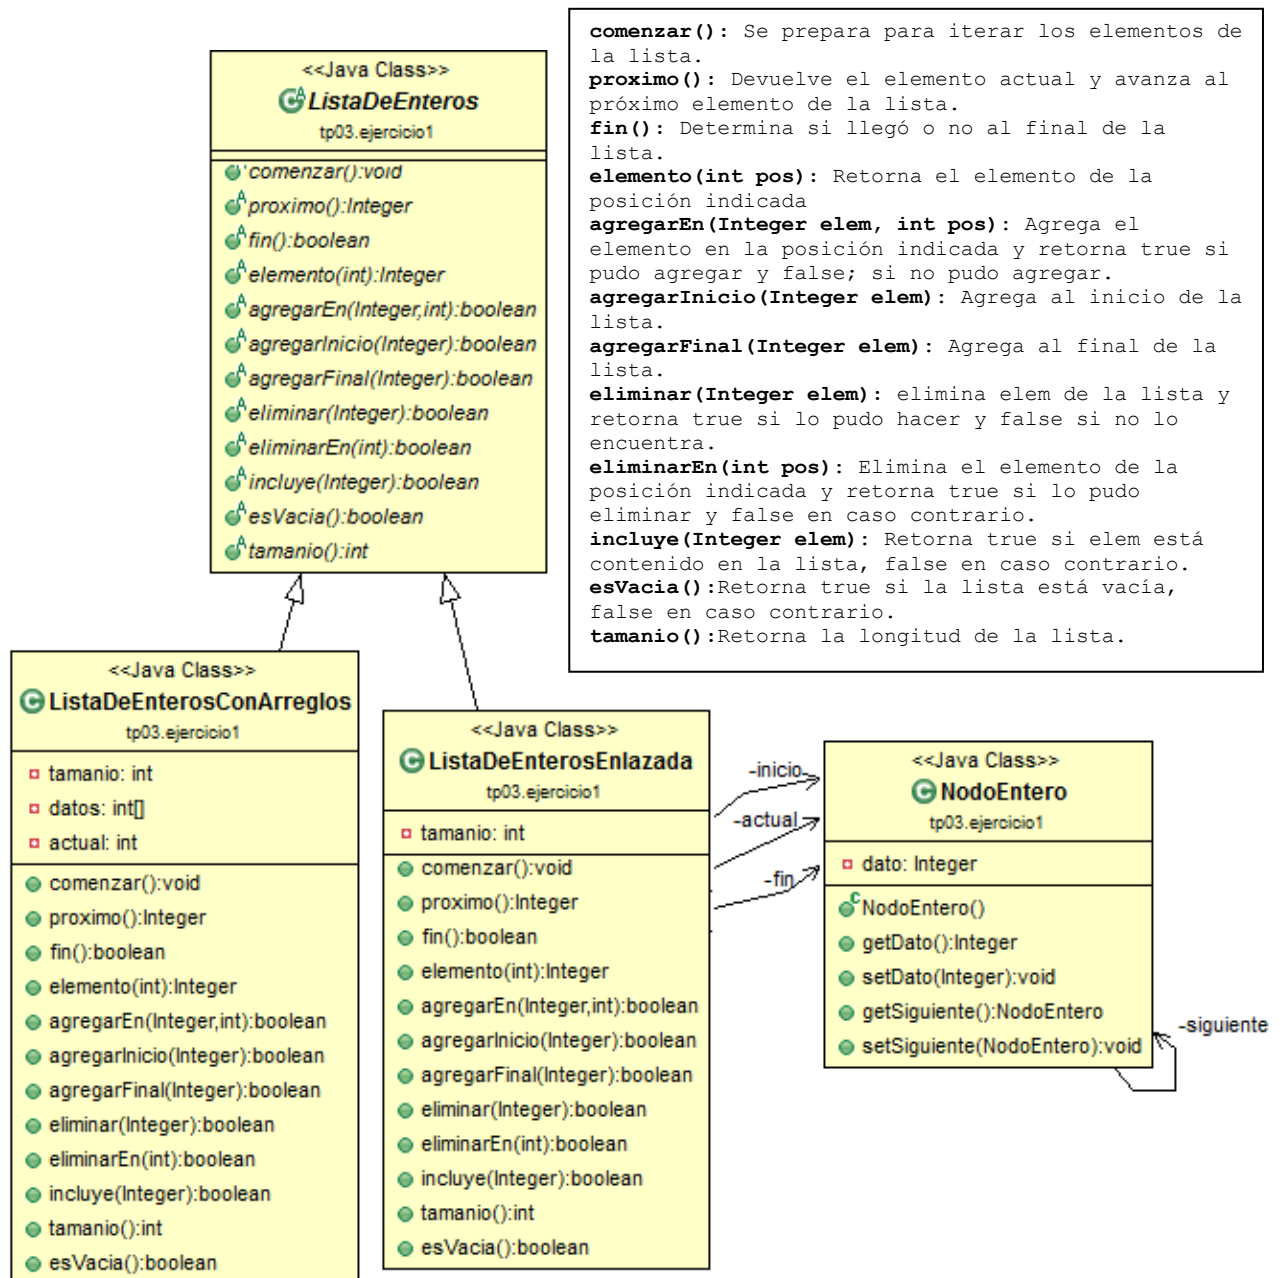 comenzar(): Se prepara para iterar los elementos de
la lista.
proximo(): Devuelve el elemento actual y avanza al
próximo elemento de la lista.
fin(): Determina si llegó o no al final de la
lista.
elemento(int pos): Retorna el elemento de la
posición indicada
agregarEn(Integer elem, int pos): Agrega el
elemento en la posición indicada y retorna true si
pudo agregar y false; si no pudo agregar.
agregarInicio(Integer elem): Agrega al inicio de la
lista.
agregarFinal(Integer elem): Agrega al final de la
lista.
eliminar(Integer elem): elimina elem de la lista y
retorna true si lo pudo hacer y false si no lo
encuentra.
eliminarEn(int pos): Elimina el elemento de la
posición indicada y retorna true si lo pudo
eliminar y false en caso contrario.
incluye(Integer elem): Retorna true si elem está
contenido en la lista, false en caso contrario.
esVacia():Retorna true si la lista está vacía,
false en caso contrario.
tamanio():Retorna la longitud de la lista.
<<Java Class>>
ListaDeEnteros
tp03.ejercicio1
comenzar():void
proximo():Integer
fin():boolean
elemento(int):Integer
agregarEn(Integer,int):boolean
agregarInicio(Integer):boolean
agregarFinal(Integer):boolean
eliminar(Integer):boolean
eliminarEn(int):boolean
incluye(Integer):boolean
esVacia():boolean
tamanio():int
<<Java Class>>
ListaDeEnterosConArreglos
tp03.ejercicio1
tamanio: int
datos: int[]
actual: int
comenzar():void
proximo():Integer
fin():boolean
elemento(int):Integer
agregarEn(Integer,int):boolean
agregarInicio(Integer):boolean
agregarFinal(Integer):boolean
eliminar(Integer):boolean
eliminarEn(int):boolean
incluye(Integer):boolean
tamanio():int
esVacia():boolean
<<Java Class>>
ListaDeEnterosEnlazada
tp03.ejercicio1
tamanio: int
comenzar():void
proximo():Integer
fin():boolean
elemento(int):Integer
agregarEn(Integer,int):boolean
agregarInicio(Integer):boolean
agregarFinal(Integer):boolean
eliminar(Integer):boolean
eliminarEn(int):boolean
incluye(Integer):boolean
tamanio():int
esVacia():boolean
-inicio
-actual
-fin
<<Java Class>>
NodoEntero
tp03.ejercicio1
dato: Integer
NodoEntero()
getDato():Integer
setDato(Integer):void
getSiguiente():NodoEntero
setSiguiente(NodoEntero):void
-siguiente